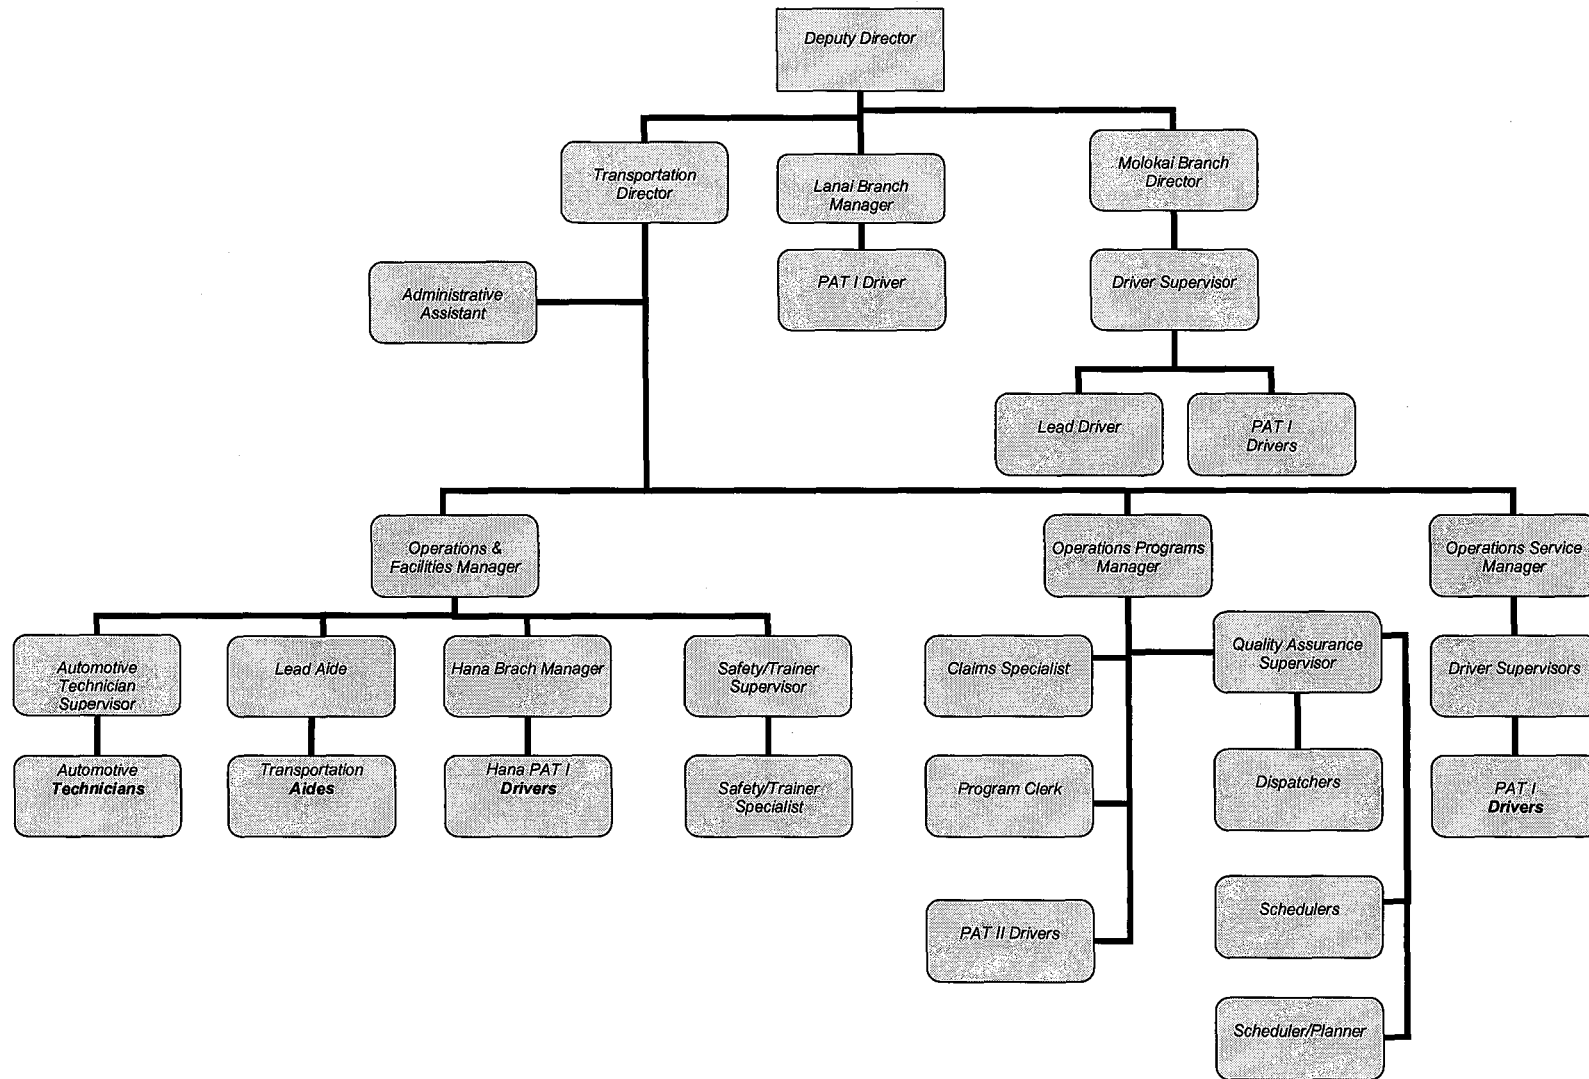 Deputy Director
Transportation
Director
Lanai Branch
Manager
Molokai Branch
Director
Administrative
Assistant
PAT I Driver
Driver Supervisor
Lead Driver
PAT I
Drivers
Operations &
Facilities Manager
Operations Programs
Manager
Operations Service
Manager
Automotive
Technician
Supervisor
Lead Aide
Hana Brach Manager
Safety/Trainer
Supervisor
Claims Specialist
Quality Assurance
Supervisor
Driver Supervisors
Automotive
Technicians
Transportation
Aides
Hana PAT I
Drivers
Safety/Trainer
Specialist
Program Clerk
Dispatchers
PAT I
Drivers
PAT II Drivers
Schedulers
Scheduler/Planner